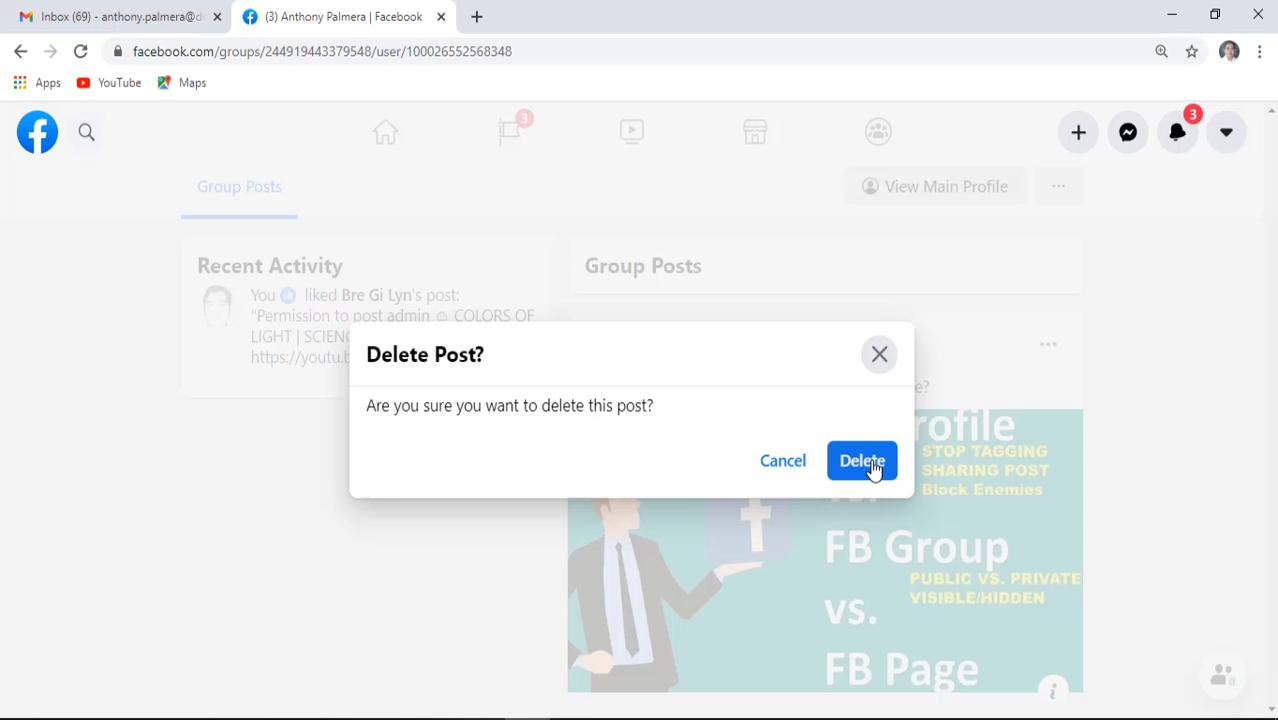 Inbox (69) - anthony.palmera@d
(3) Anthony Palmera | Facebook
facebook.com/groups/244919443379548/user/100026552568348
Apps
YouTube
Maps
3
3
Group Posts
View Main Profile
Recent Activity
Group Posts
You liked Bre Gi Lyn's post:
"Permission to post admin ☺ COLORS OF
LIGHT | SCIENC
https://youtu.b
Delete Post?
Are you sure you want to delete this post?
Cancel
Delete
e?
rofile
STOP TAGGING
SHARING POST
Block Enemies
vs.
FB Group
PUBLIC VS. PRIVATE
VISIBLE/HIDDEN
vs.
FB Page